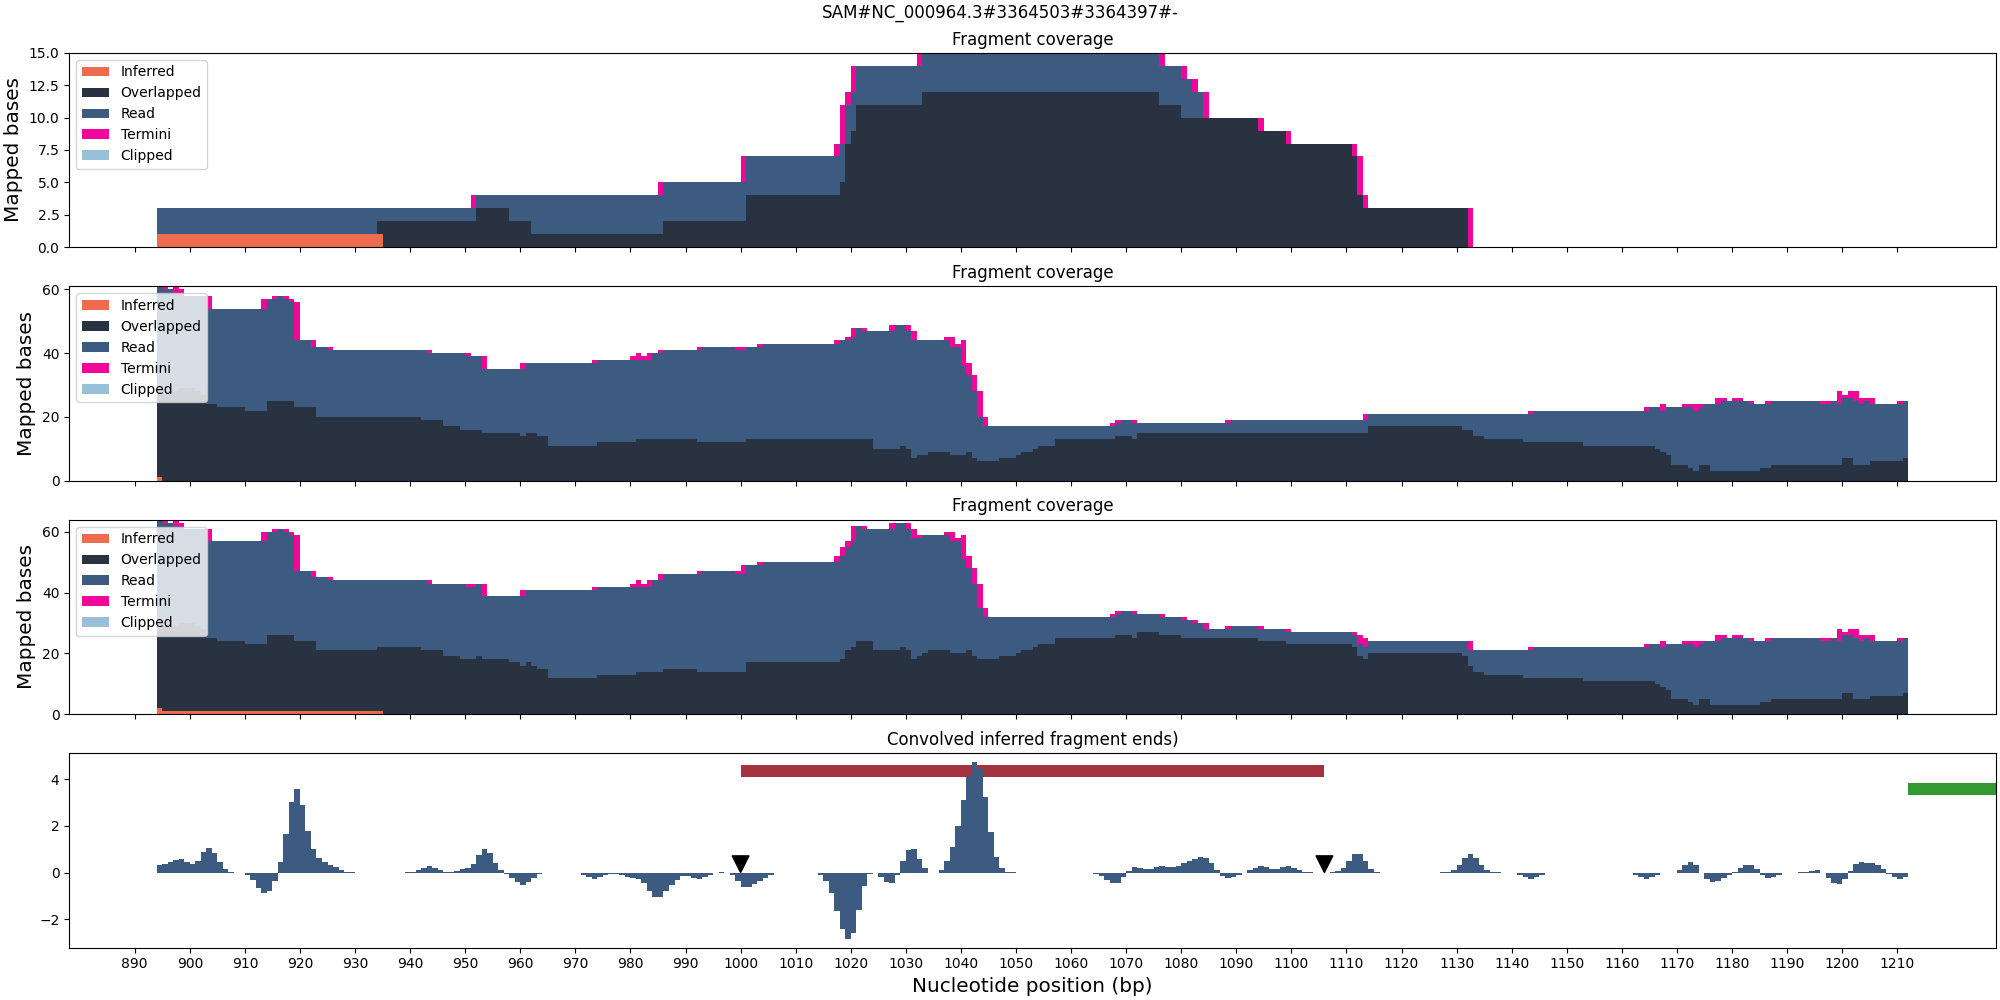 SAM#NC_000964.3#3364503#3364397#-
Fragment coverage
Mapped bases
15.0
12.5
10.0
7.5
5.0
2.5
0.0
Inferred
Overlapped
Read
Termini
Clipped
Fragment coverage
Mapped bases
60
40
20
0
Inferred
Overlapped
Read
Termini
Clipped
Fragment coverage
Mapped bases
60
40
20
0
Inferred
Overlapped
Read
Termini
Clipped
Convolved inferred fragment ends)
4
2
0
−2
890 900 910 920 930 940 950 960 970 980 990 1000 1010 1020 1030 1040 1050 1060 1070 1080 1090 1100 1110 1120 1130 1140 1150 1160 1170 1180 1190 1200 1210
Nucleotide position (bp)